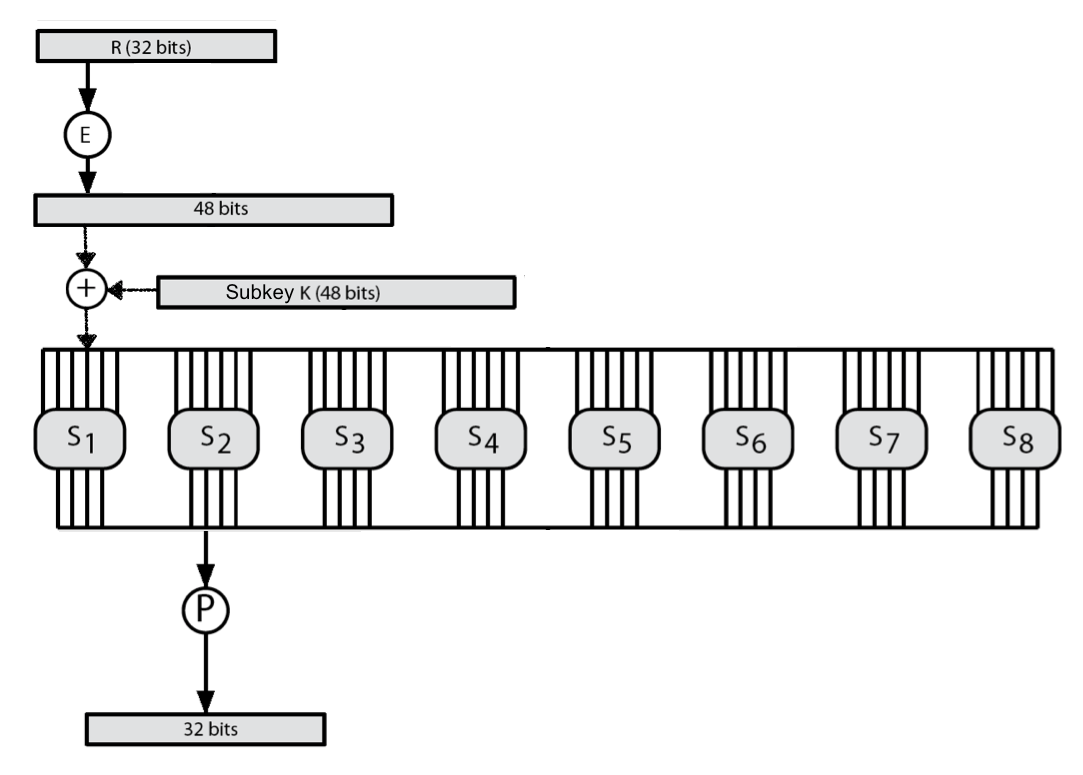 R (32 bits)
E
48 bits
+
Subkey K (48 bits)
S1 S2 S3 S4 S5 S6 S7 S8
P
32 bits